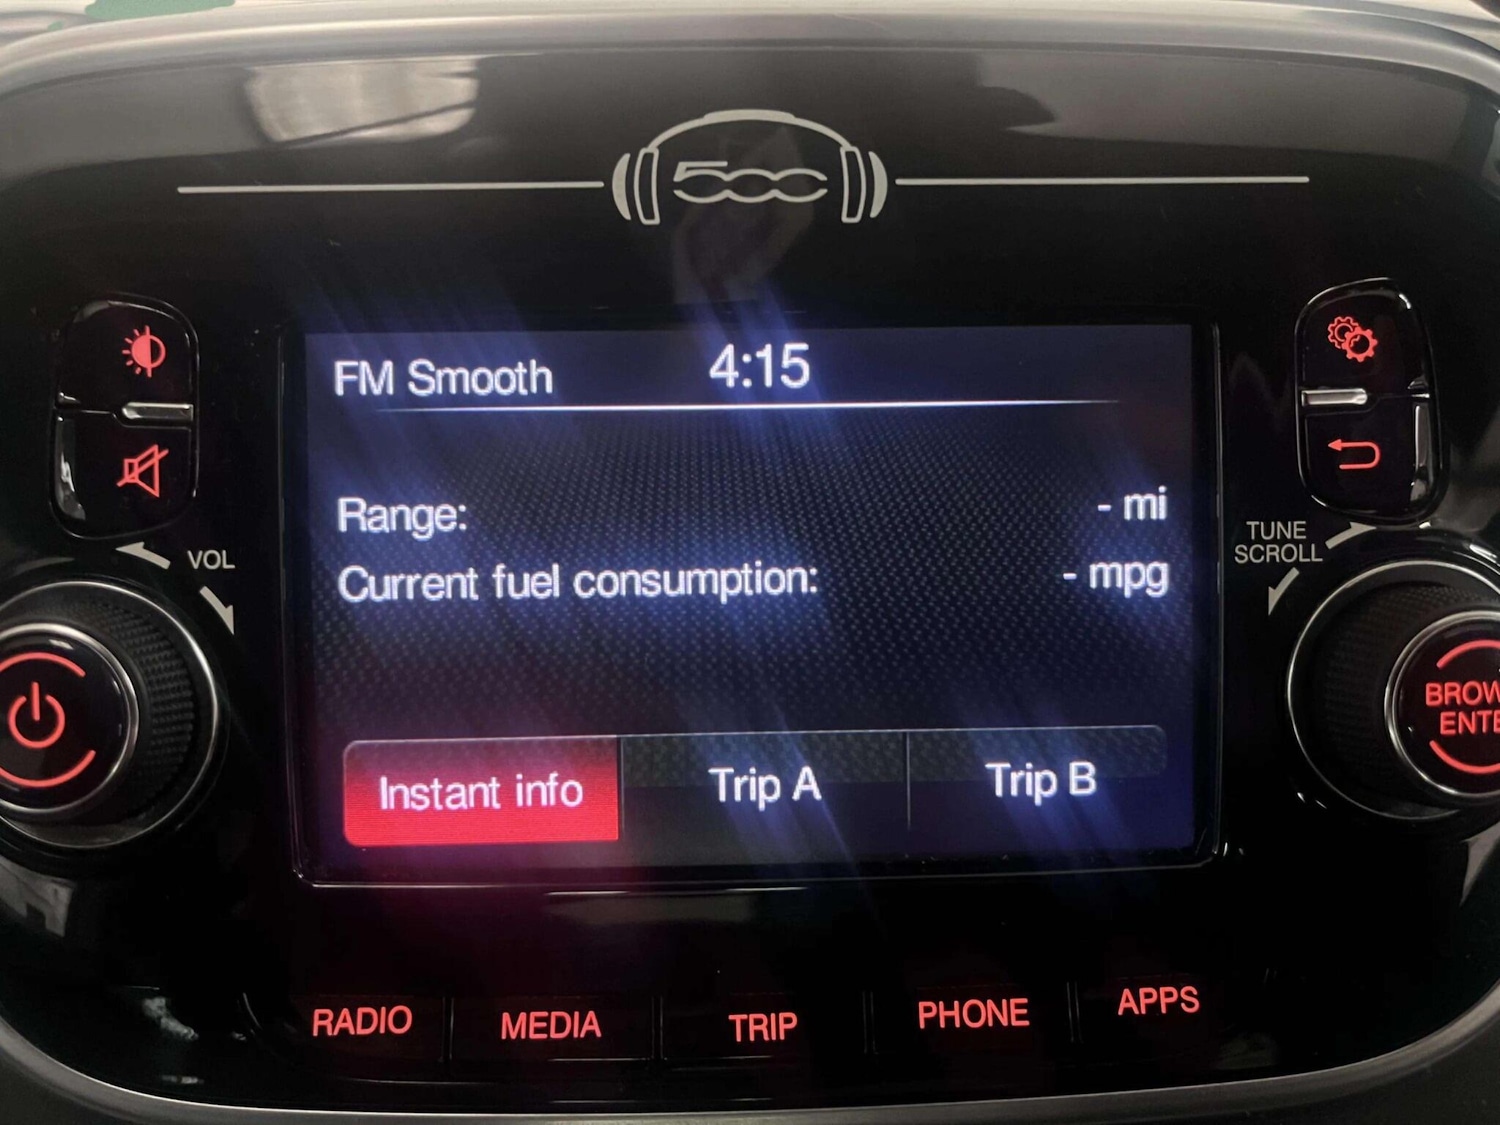 500
FM Smooth 4:15
Range: - mi
Current fuel consumption: - mpg
Instant info Trip A Trip B
VOL
TUNE
SCROLL
RADIO MEDIA TRIP PHONE APPS